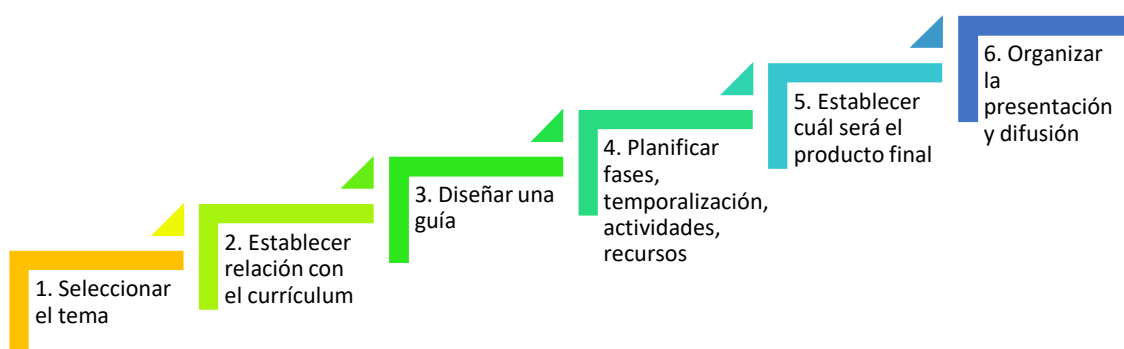 1. Seleccionar
el tema
2. Establecer
relación con
el currículum
3. Diseñar una
guía
4. Planificar
fases,
temporalización,
actividades,
recursos
5. Establecer
cuál será el
producto final
6. Organizar
la
presentación
y difusión